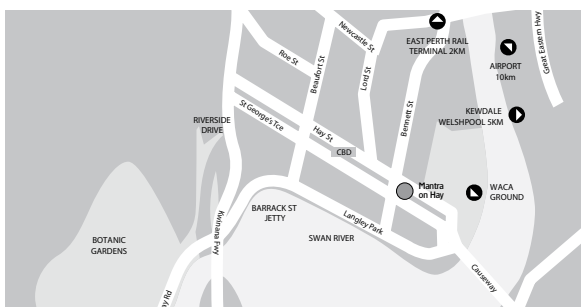 Newcastle St
EAST PERTH RAIL
TERMINAL 2KM
Great Eastern Hwy
Roe St
Beaufort St
Lord St
AIRPORT
10km
Bennett St
St George's Tce
KEWDALE
WELSHPOOL 5KM
RIVERSIDE
DRIVE
Hay St
CBD
Mantra
on Hay
WACA
GROUND
BARRACK ST
JETTY
Langley Park
Kwinana Fwy
SWAN RIVER
BOTANIC
GARDENS
Causeway
Rd